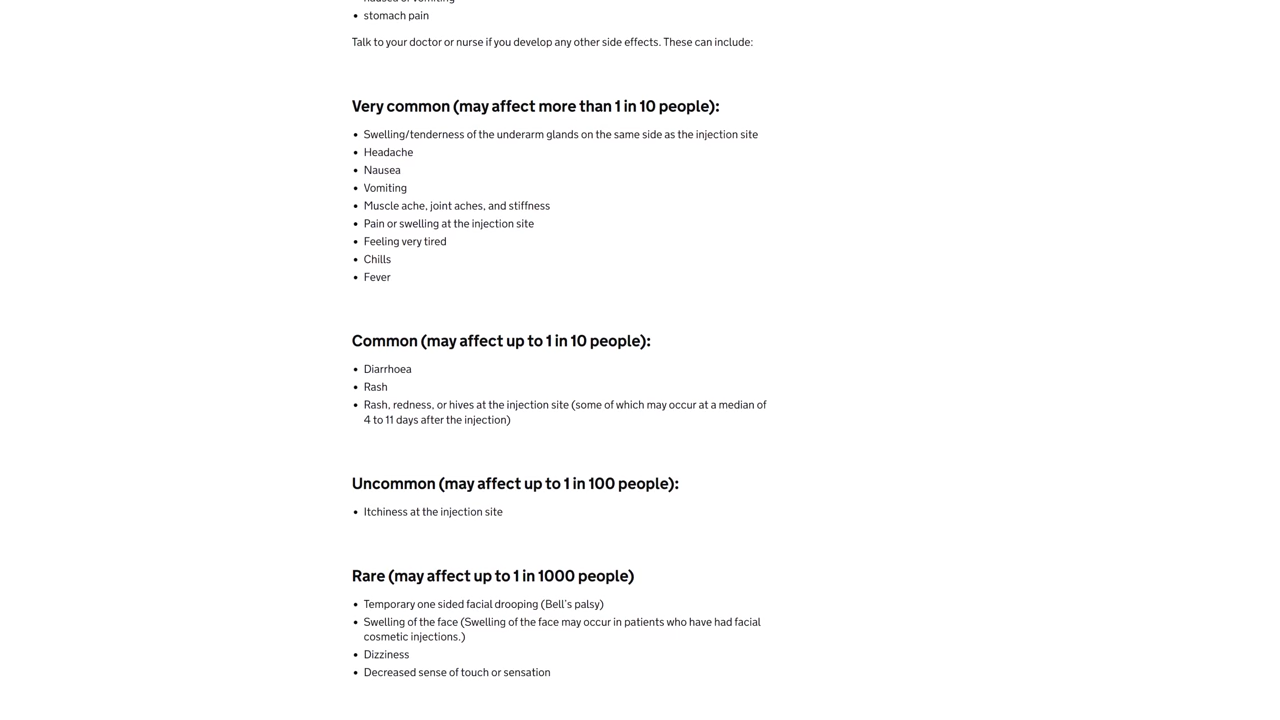 • stomach pain
Talk to your doctor or nurse if you develop any other side effects. These can include:
Very common (may affect more than 1 in 10 people):
• Swelling/tenderness of the underarm glands on the same side as the injection site
• Headache
• Nausea
• Vomiting
• Muscle ache, joint aches, and stiffness
• Pain or swelling at the injection site
• Feeling very tired
• Chills
• Fever
Common (may affect up to 1 in 10 people):
• Diarrhoea
• Rash
• Rash, redness, or hives at the injection site (some of which may occur at a median of
4 to 11 days after the injection)
Uncommon (may affect up to 1 in 100 people):
• Itchiness at the injection site
Rare (may affect up to 1 in 1000 people)
• Temporary one sided facial drooping (Bell's palsy)
• Swelling of the face (Swelling of the face may occur in patients who have had facial
cosmetic injections.)
• Dizziness
• Decreased sense of touch or sensation